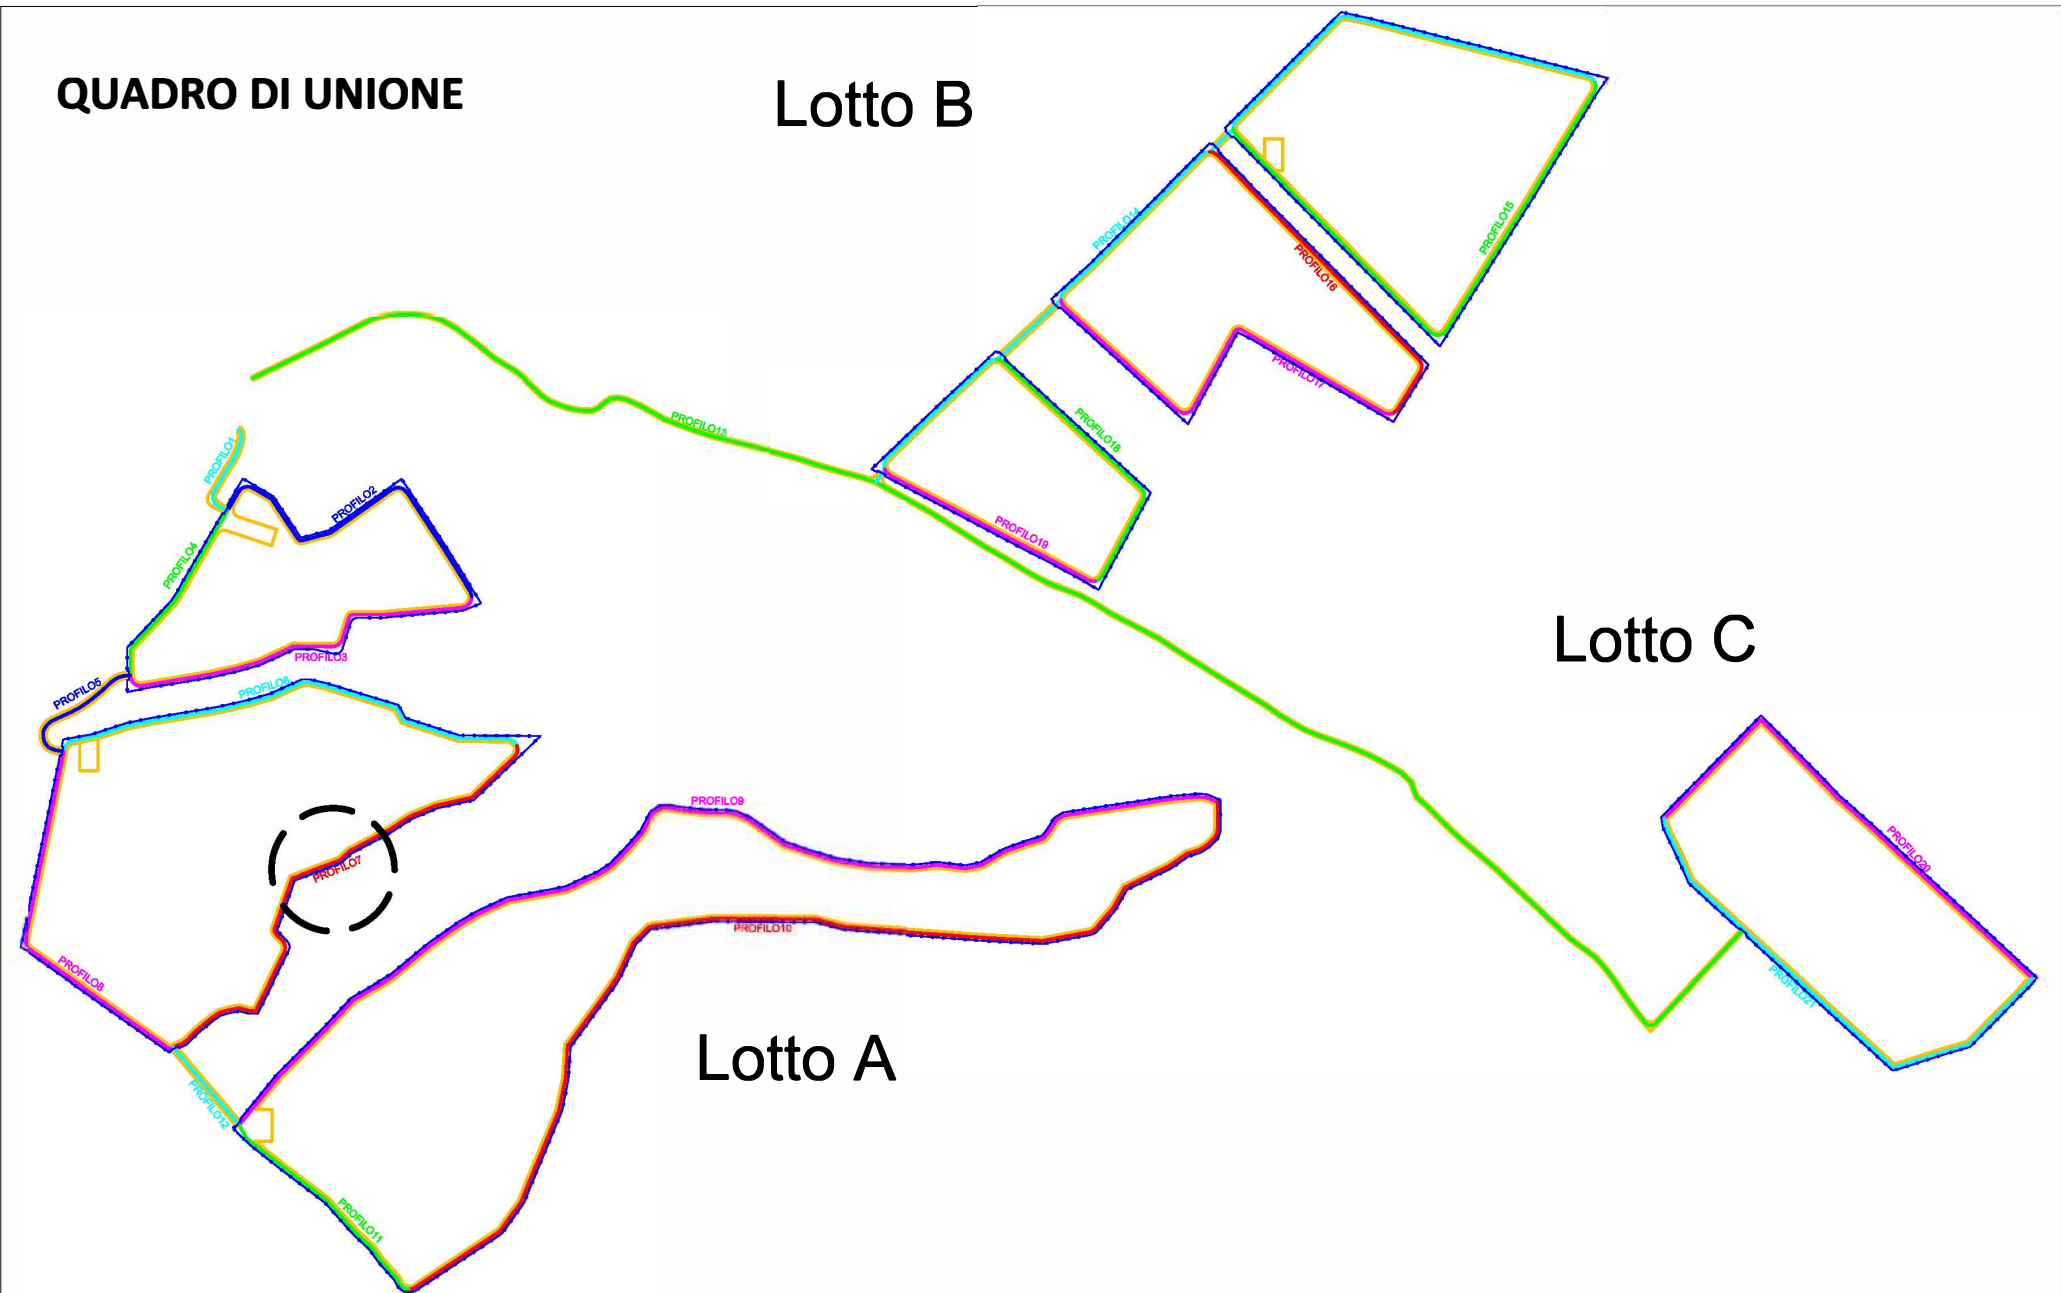 QUADRO DI UNIONE
Lotto B
PROFILO14
PROFILO15
PROFILO16
PROFILO17
PROFILO13
PROFILO18
PROFILO19
PROFILO1
PROFILO2
PROFILO4
PROFILO3
PROFILO5
PROFILO6
PROFILO7
PROFILO8
Lotto C
PROFILO20
PROFILO21
PROFILO9
PROFILO10
Lotto A
PROFILO12
PROFILO11